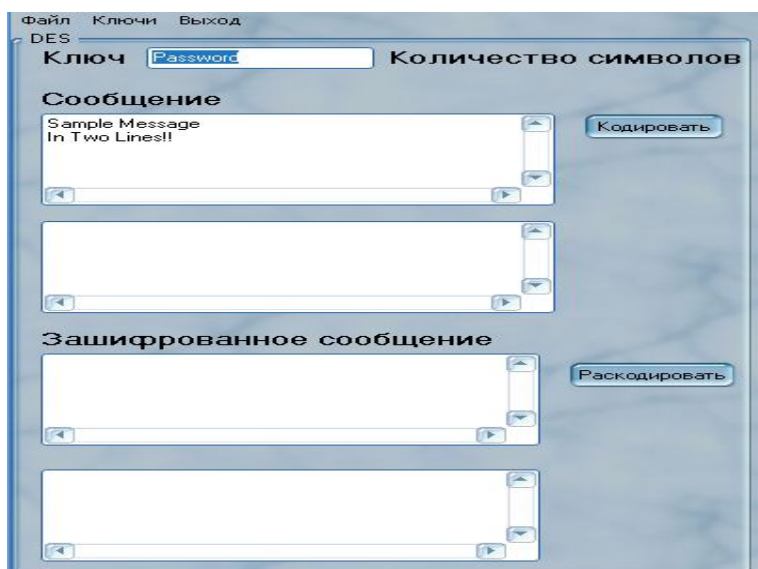 Файл Ключи Выход
DES
Ключ Password Количество символов
Сообщение
Sample Message
In Two Lines!!
Кодировать
Зашифрованное сообщение
Раскодировать